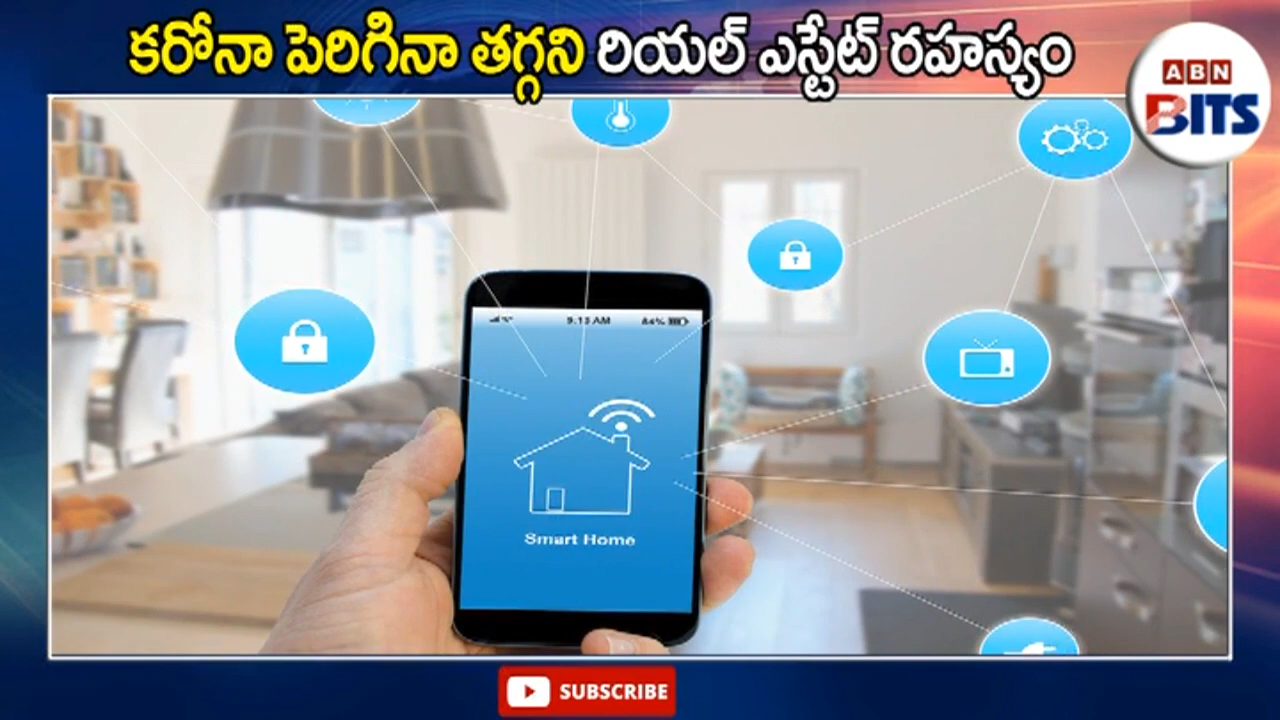 కరోనా పెరిగినా తగ్గని రియల్ ఎస్టేట్ రహస్యం
ABN
BITS
9:13 AM 84%
Smart Home
SUBSCRIBE